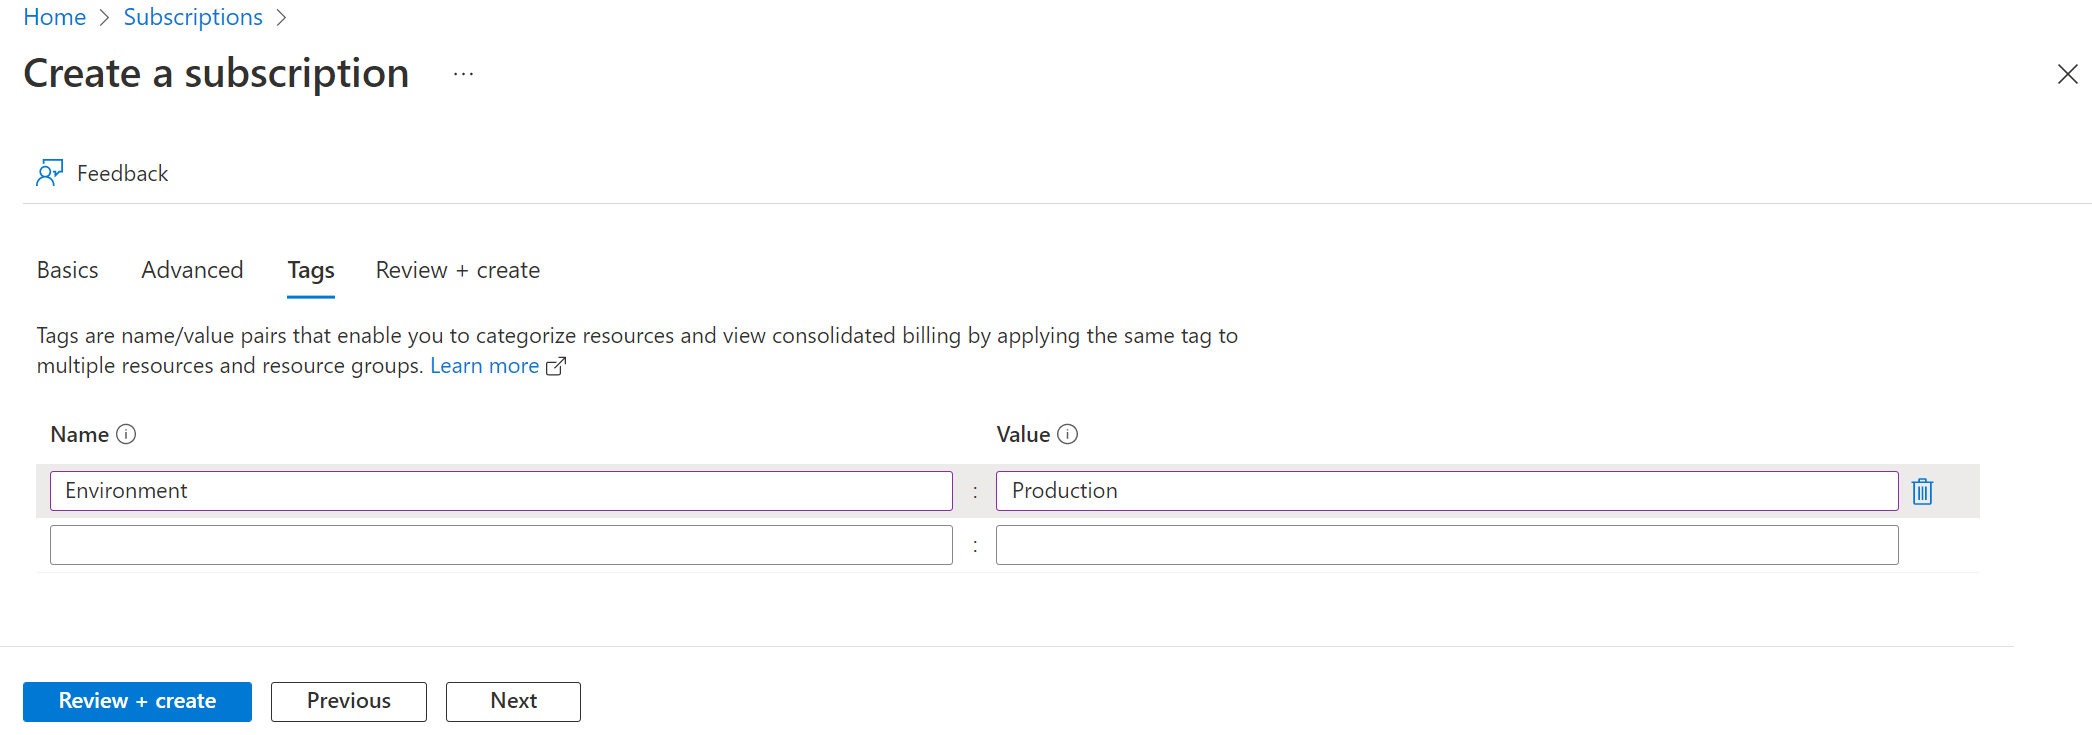 Home > Subscriptions >
Create a subscription ...
Feedback
Basics Advanced Tags Review + create
Tags are name/value pairs that enable you to categorize resources and view consolidated billing by applying the same tag to
multiple resources and resource groups. Learn more
Name Value
Environment : Production
:
Review + create Previous Next